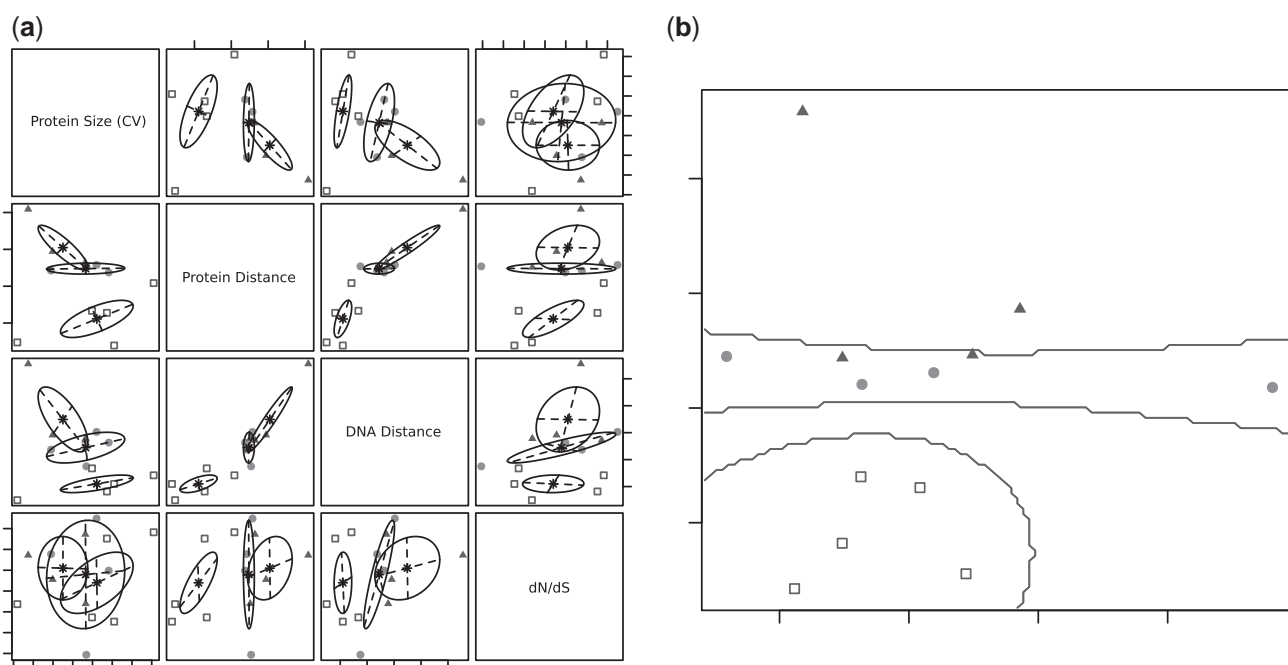 (a)
(b)
Protein Size (CV)
Protein Distance
DNA Distance
dN/dS